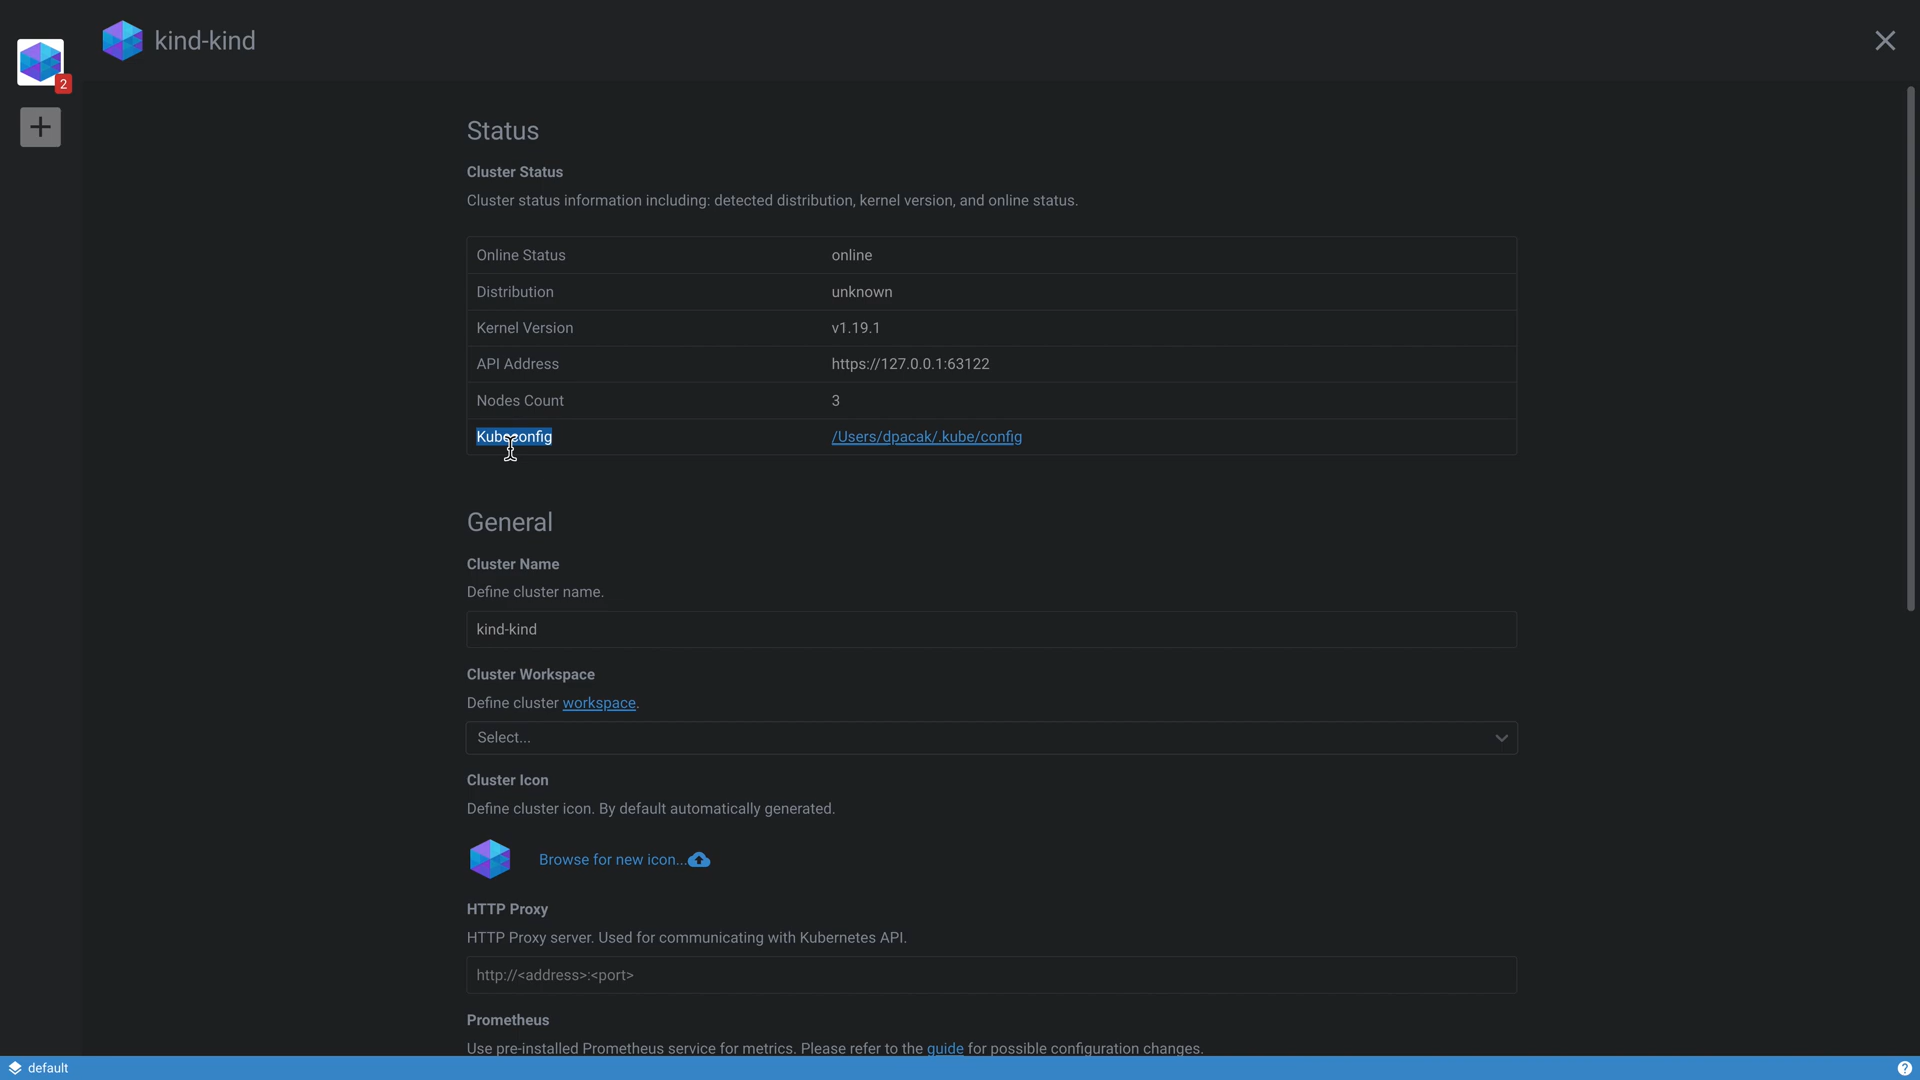 kind-kind
2
Status
Cluster Status
Cluster status information including: detected distribution, kernel version, and online status.
Online Status online
Distribution unknown
Kernel Version v1.19.1
API Address https://127.0.0.1:63122
Nodes Count 3
Kubeconfig /Users/dpacak/.kube/config
General
Cluster Name
Define cluster name.
kind-kind
Cluster Workspace
Define cluster workspace.
Select...
Cluster Icon
Define cluster icon. By default automatically generated.
Browse for new icon...
HTTP Proxy
HTTP Proxy server. Used for communicating with Kubernetes API.
http://<address>:<port>
Prometheus
Use pre-installed Prometheus service for metrics. Please refer to the guide for possible configuration changes.
default